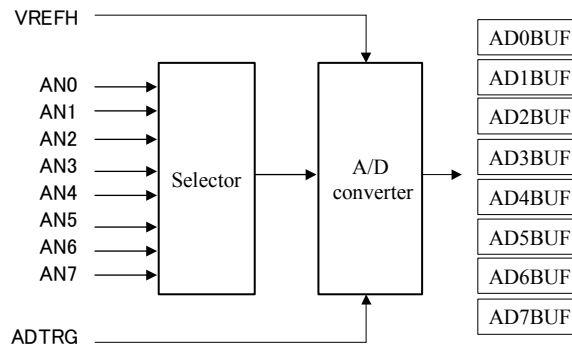 VREFH
AN0
AN1
AN2
AN3
AN4
AN5
AN6
AN7
ADTRG
Selector
A/D
converter
AD0BUF
AD1BUF
AD2BUF
AD3BUF
AD4BUF
AD5BUF
AD6BUF
AD7BUF